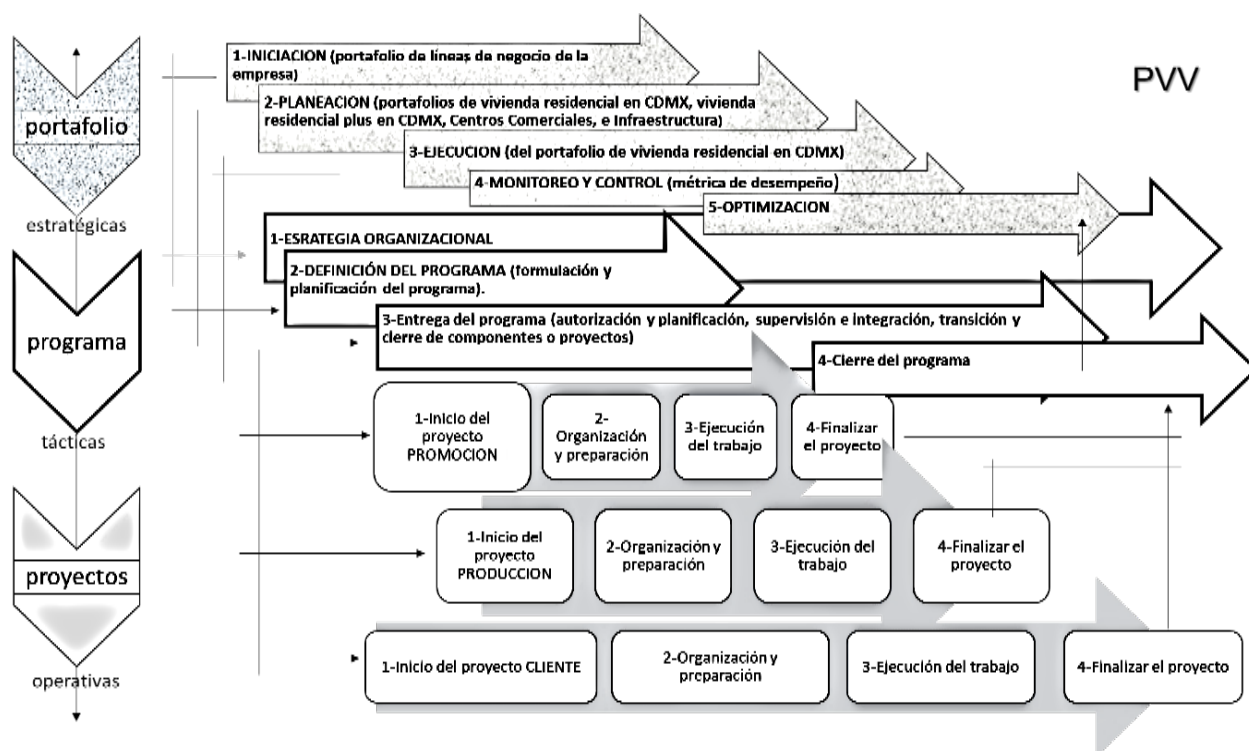 PVV
portafolio
estratégicas
programa
tácticas
proyectos
operativas
1-INICIACION (portafolio de líneas de negocio de la
empresa)
2-PLANEACION (portafolios de vivienda residencial en CDMX, vivienda
residencial plus en CDMX, Centros Comerciales, e Infraestructura)
3-EJECUCION (del portafolio de vivienda residencial en CDMX)
4-MONITOREO Y CONTROL (métrica de desempeño)
5-OPTIMIZACION
1-ESRATEGIA ORGANIZACIONAL
2-DEFINICIÓN DEL PROGRAMA (formulación y
planificación del programa).
3-Entrega del programa (autorización y planificación, supervisión e integración, transición y
cierre de componentes o proyectos)
4-Cierre del programa
1-Inicio del
proyecto
PROMOCION
2-
Organización
y preparación
3-Ejecución
del trabajo
4-Finalizar
el proyecto
1-Inicio del
proyecto
PRODUCCION
2-Organización y
preparación
3-Ejecución del
trabajo
4-Finalizar el
proyecto
1-Inicio del proyecto CLIENTE
2-Organización y
preparación
3-Ejecución del trabajo
4-Finalizar el proyecto